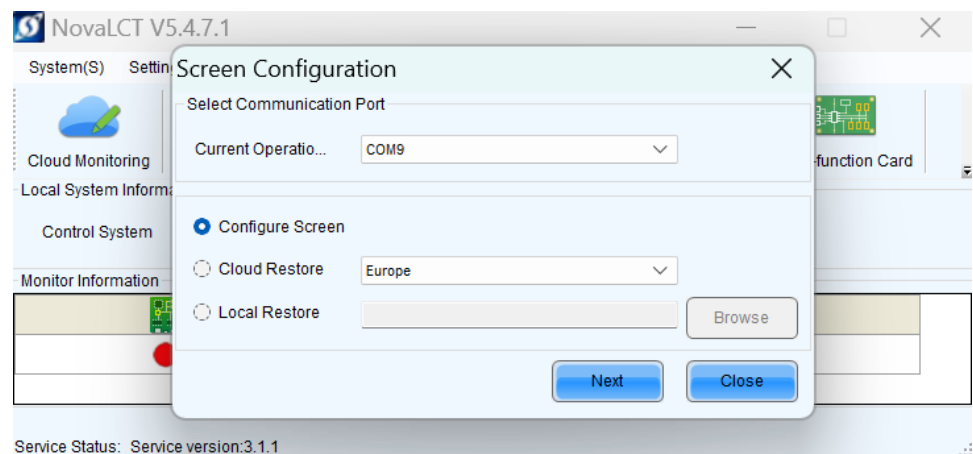 NovaLCT V5.4.7.1
System(S) Settin
Screen Configuration
Select Communication Port
Current Operatio... COM9
Cloud Monitoring
-function Card
Local System Informa
Control System
Configure Screen
Cloud Restore Europe
Monitor Information
Local Restore Browse
Next Close
Service Status: Service version:3.1.1